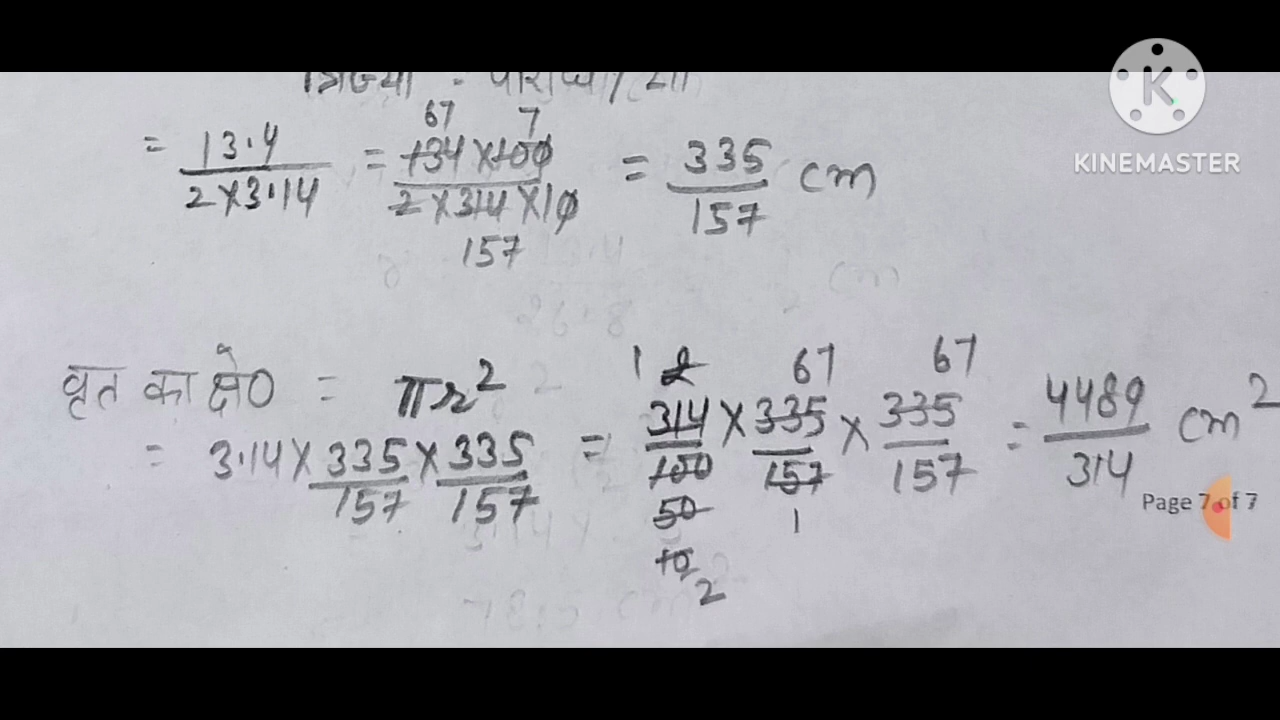 K
KINEMASTER
त्रिज्या
67 7
= 13.4 / 2×3.14 = 134×100 / 2×314×10 = 335/157 cm
157
वृत का क्षे० = πr²
1 2 67 67
= 3.14 × 335/157 × 335/157 = 314/100 × 335/157 × 335/157 = 4489/314 cm²
50 1
10
2
Page 7 of 7